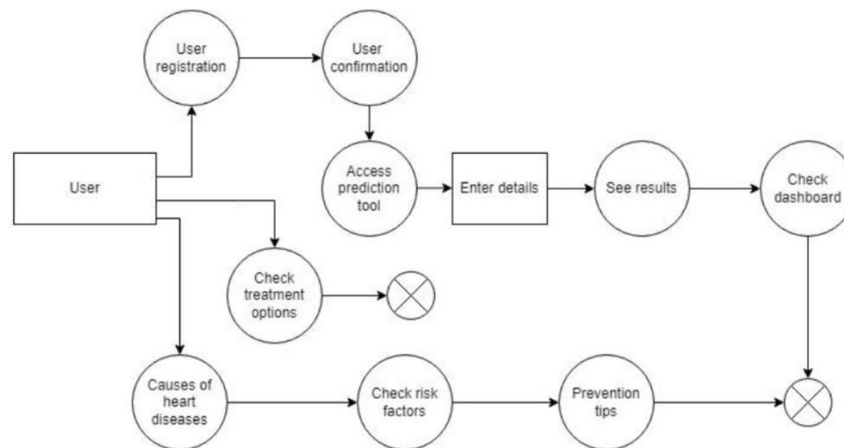 User
registration
User
confirmation
User
Access
prediction
tool
Enter details
See results
Check
dashboard
Check
treatment
options
Causes of
heart
diseases
Check risk
factors
Prevention
tips